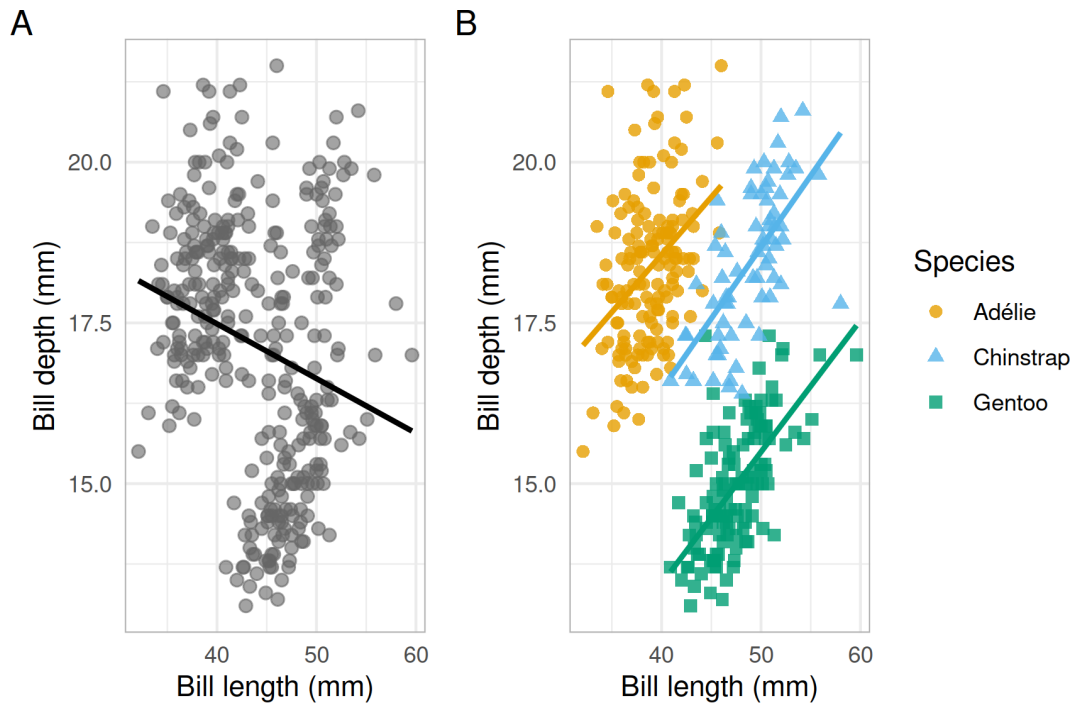 A
B
20.0
17.5
15.0
40
50
60
Bill length (mm)
Bill depth (mm)
20.0
17.5
15.0
40
50
60
Bill length (mm)
Bill depth (mm)
Species
Adélie
Chinstrap
Gentoo